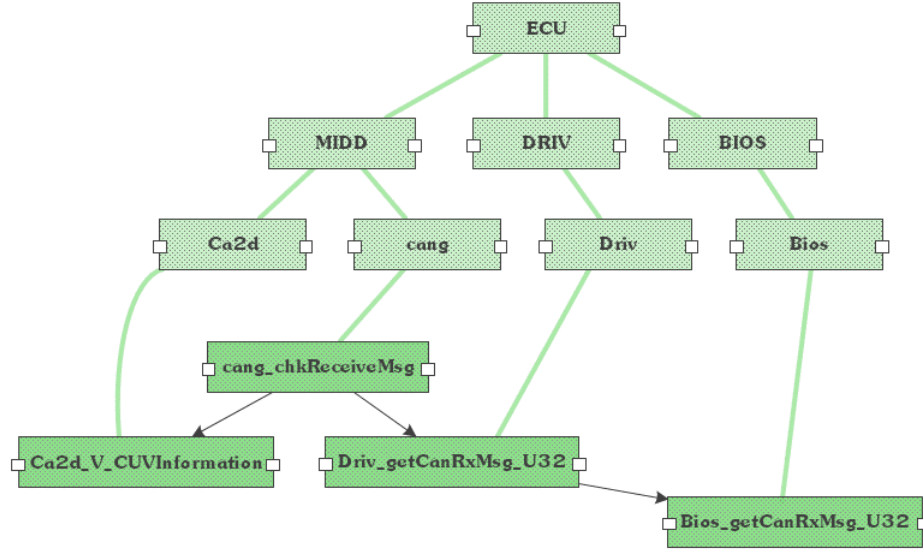 ECU
MIDD
DRIV
BIOS
Ca2d
cang
Driv
Bios
cang_chkReceiveMsg
Ca2d_V_CUVInformation
Driv_getCanRxMsg_U32
Bios_getCanRxMsg_U32